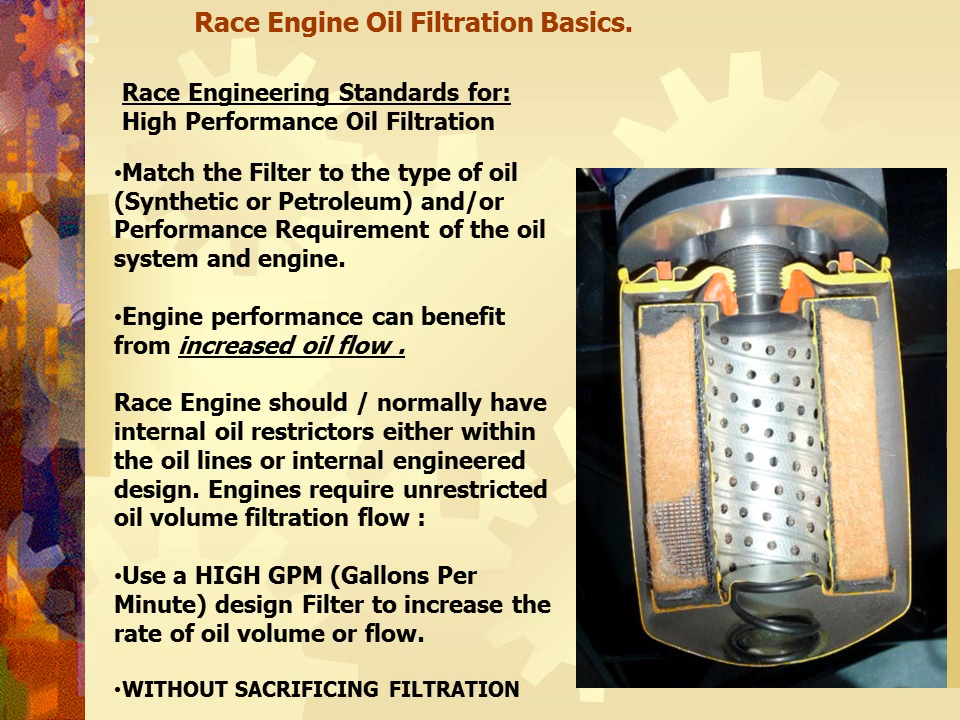 Race Engine Oil Filtration Basics.
Race Engineering Standards for:
High Performance Oil Filtration
•Match the Filter to the type of oil
(Synthetic or Petroleum) and/or
Performance Requirement of the oil
system and engine.
•Engine performance can benefit
from increased oil flow .
Race Engine should / normally have
internal oil restrictors either within
the oil lines or internal engineered
design. Engines require unrestricted
oil volume filtration flow :
•Use a HIGH GPM (Gallons Per
Minute) design Filter to increase the
rate of oil volume or flow.
•WITHOUT SACRIFICING FILTRATION